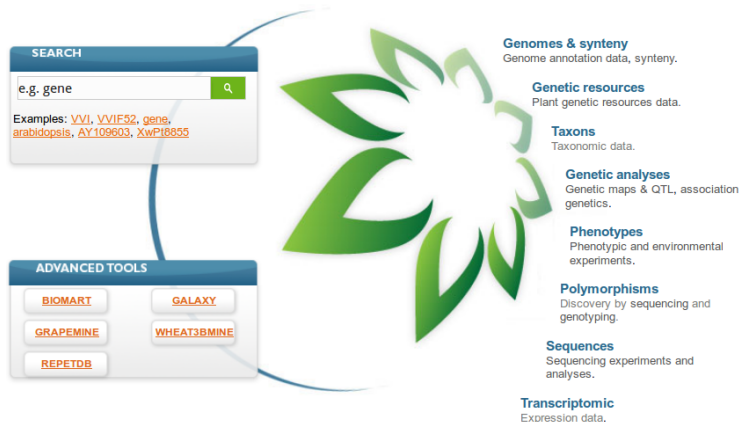 SEARCH
e.g. gene
Examples: VVI, VVIF52, gene,
arabidopsis, AY109603, XwPt8855
ADVANCED TOOLS
BIOMART
GALAXY
GRAPEMINE
WHEAT3BMINE
REPETDB
Genomes & synteny
Genome annotation data, synteny.
Genetic resources
Plant genetic resources data.
Taxons
Taxonomic data.
Genetic analyses
Genetic maps & QTL, association
genetics.
Phenotypes
Phenotypic and environmental
experiments.
Polymorphisms
Discovery by sequencing and
genotyping.
Sequences
Sequencing experiments and
analyses.
Transcriptomic
Expression data.